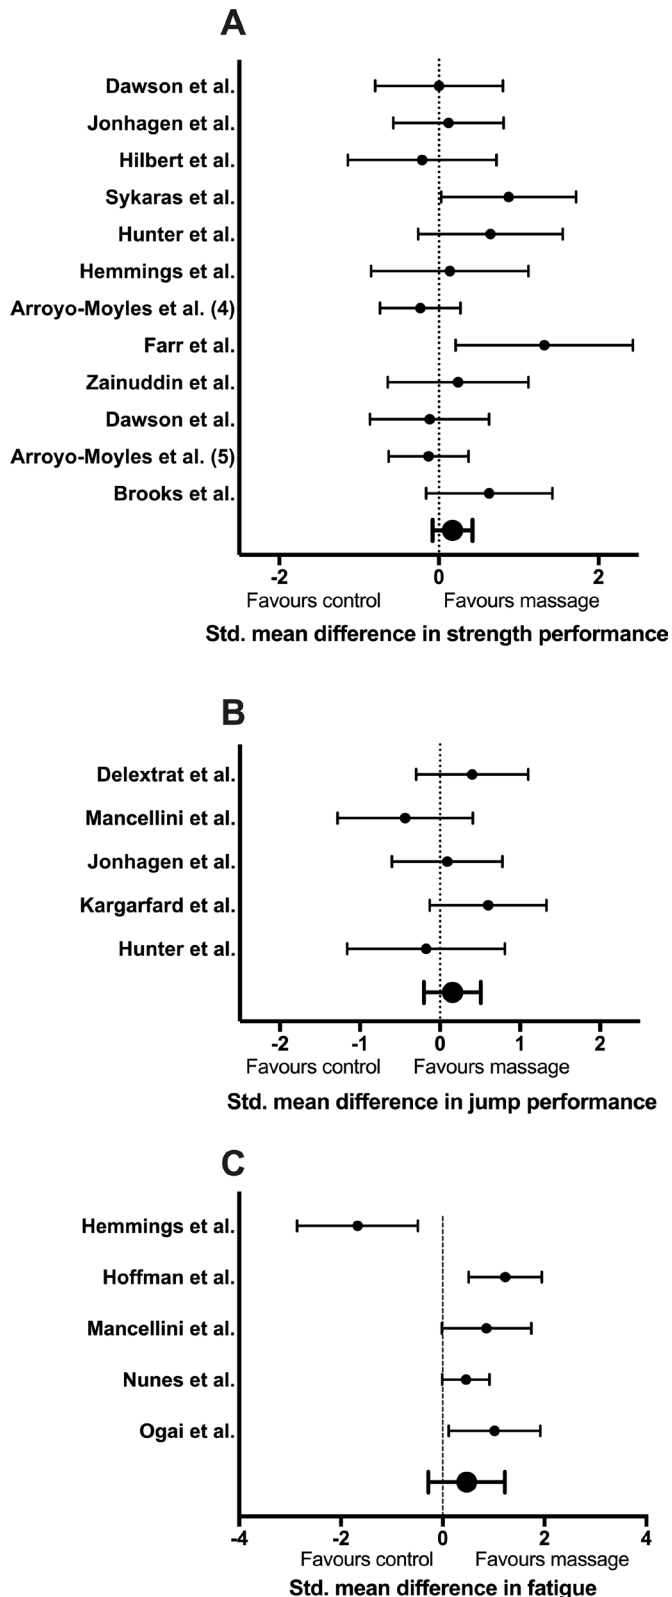 A
Dawson et al.
Jonhagen et al.
Hilbert et al.
Sykaras et al.
Hunter et al.
Hemmings et al.
Arroyo-Moyles et al. (4)
Farr et al.
Zainuddin et al.
Dawson et al.
Arroyo-Moyles et al. (5)
Brooks et al.
-2 0 2
Favours control Favours massage
Std. mean difference in strength performance
B
Delextrat et al.
Mancellini et al.
Jonhagen et al.
Kargarfard et al.
Hunter et al.
-2 -1 0 1 2
Favours control Favours massage
Std. mean difference in jump performance
C
Hemmings et al.
Hoffman et al.
Mancellini et al.
Nunes et al.
Ogai et al.
-4 -2 0 2 4
Favours control Favours massage
Std. mean difference in fatigue